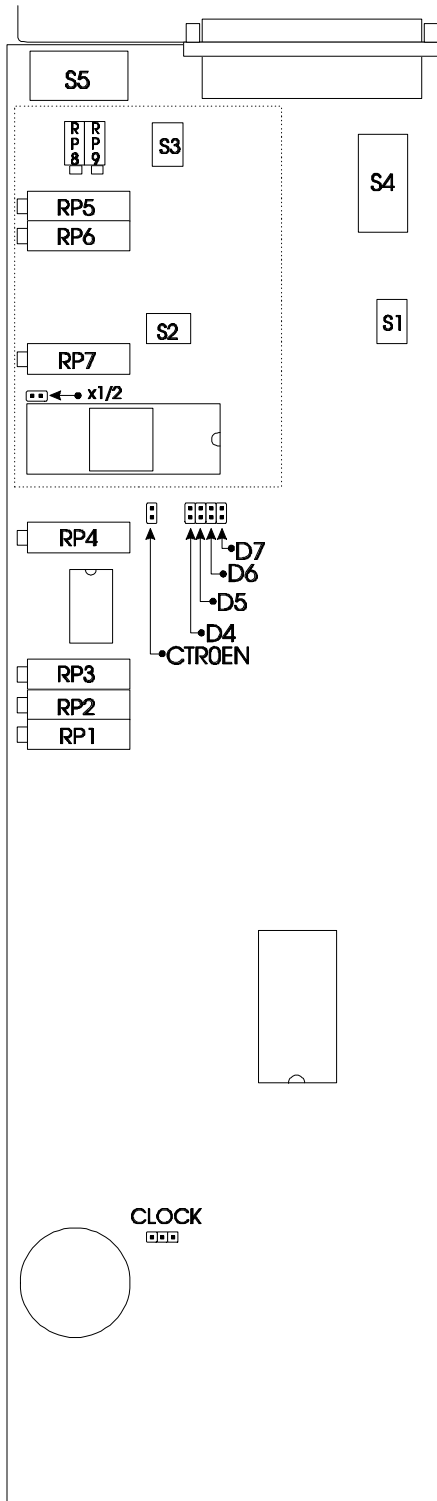 S5
RP8
RP9
S3
S4
RP5
RP6
S1
S2
RP7
x1/2
RP4
D7
D6
D5
D4
CTR0EN
RP3
RP2
RP1
CLOCK